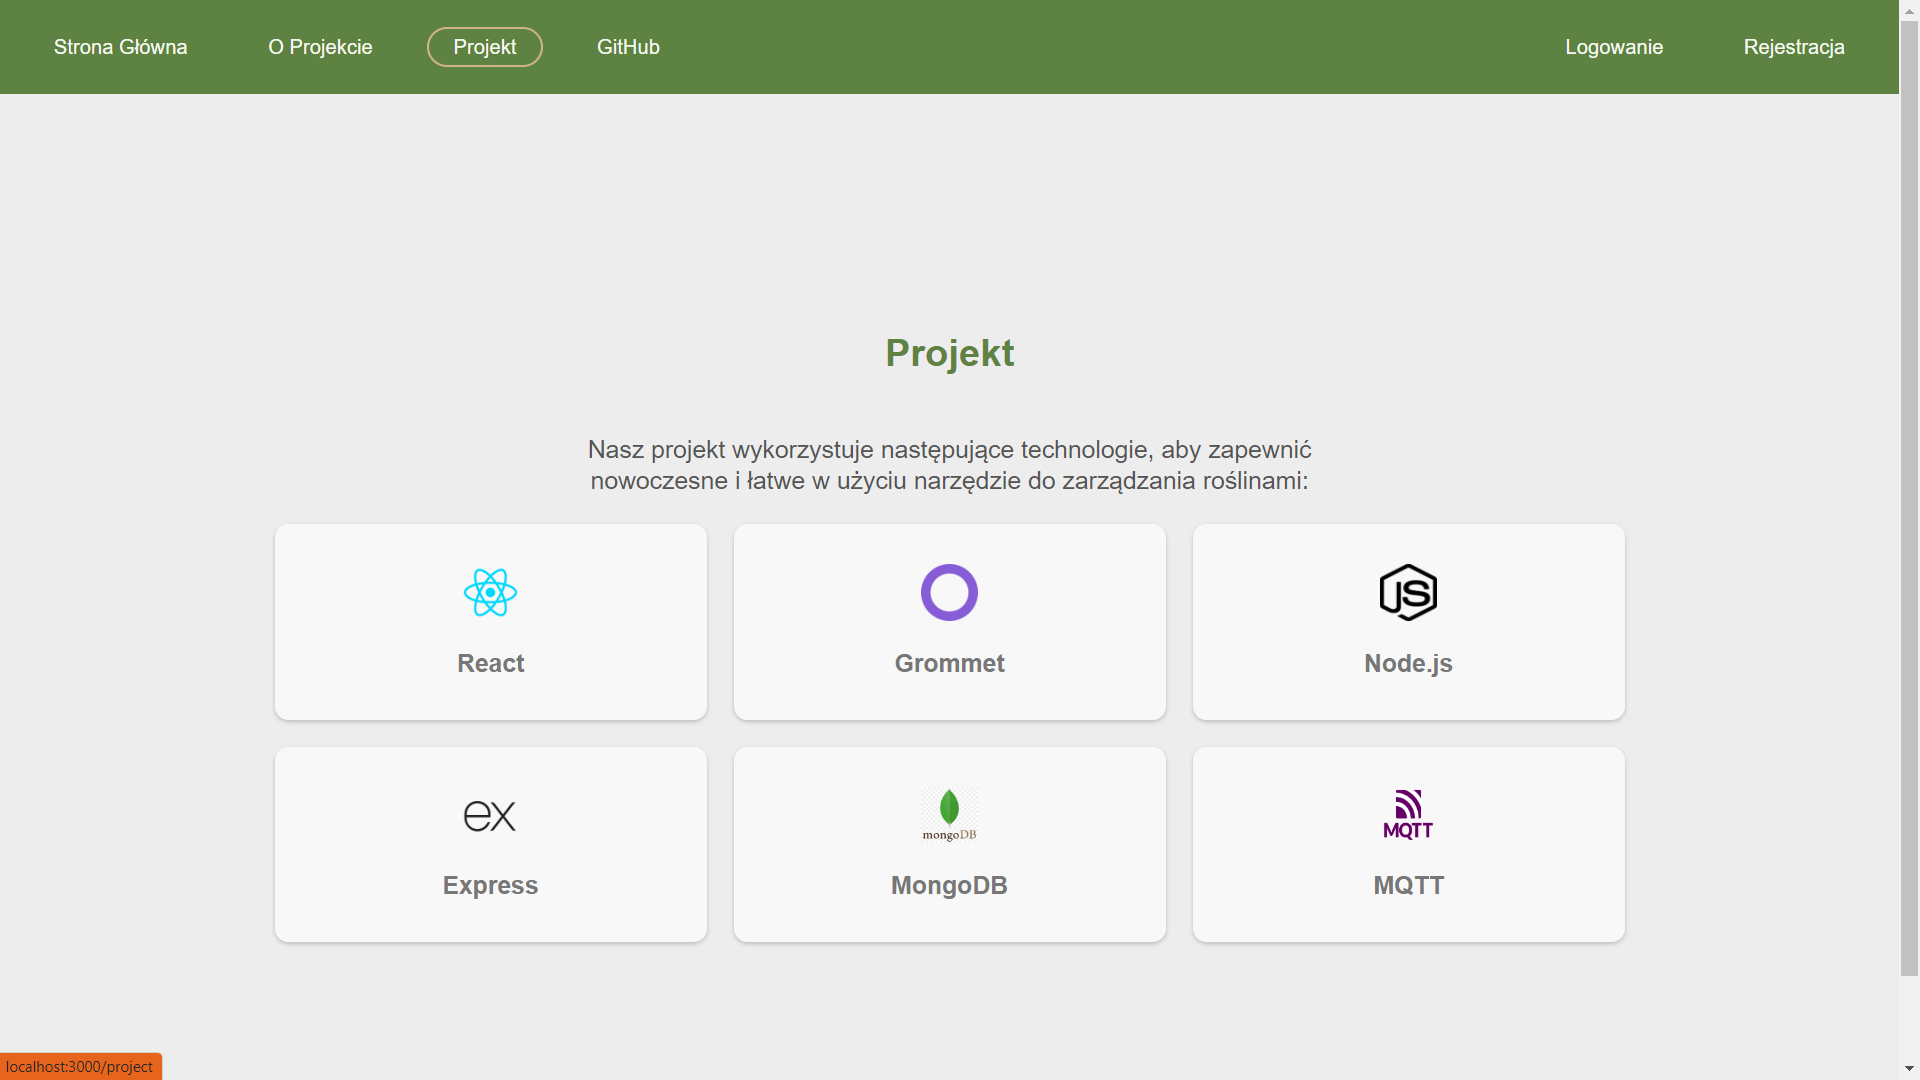 Strona Główna
O Projekcie
Projekt
GitHub
Logowanie
Rejestracja
Projekt
Nasz projekt wykorzystuje następujące technologie, aby zapewnić
nowoczesne i łatwe w użyciu narzędzie do zarządzania roślinami:
React
Grommet
JS
Node.js
ex
Express
mongoDB
MongoDB
MQTT
MQTT
localhost:3000/project